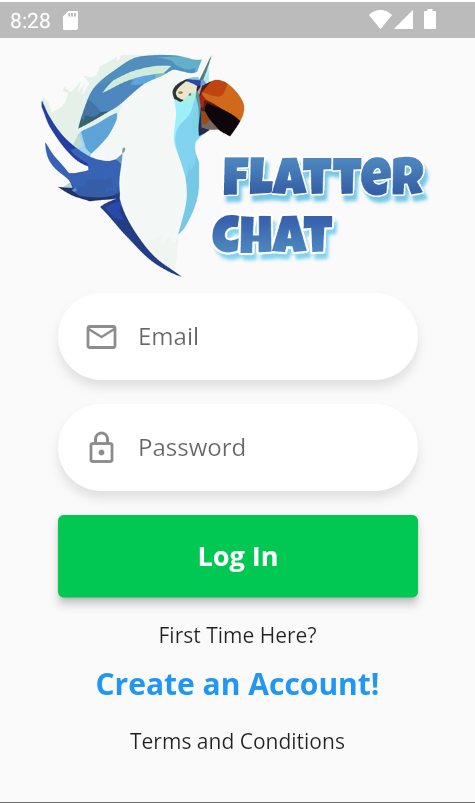 8:28
FLATTER
CHAT
Email
Password
Log In
First Time Here?
Create an Account!
Terms and Conditions